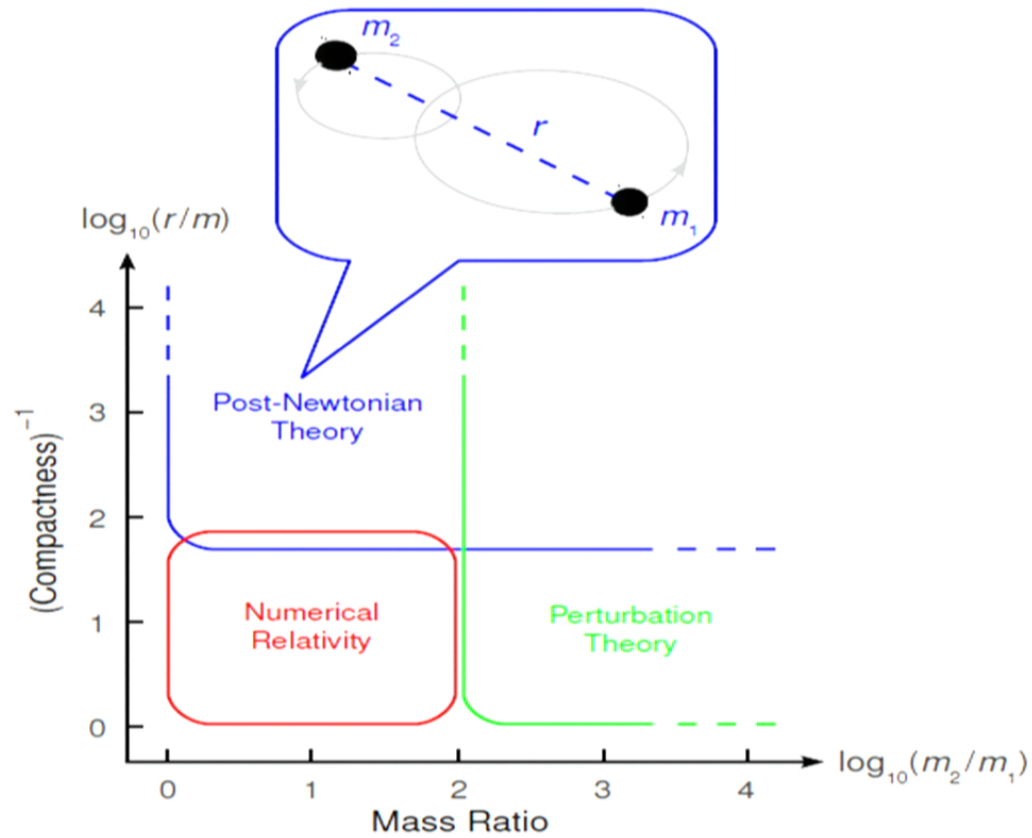 m₂
r
m₁
log₁₀(r/m)
4
3
2
1
0
(Compactness)⁻¹
Post-Newtonian
Theory
Numerical
Relativity
Perturbation
Theory
0 1 2 3 4
log₁₀(m₂/m₁)
Mass Ratio